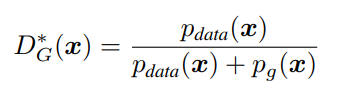 D*_G(x) = p_data(x) / (p_data(x) + p_g(x))